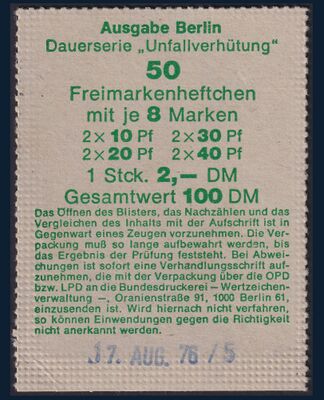 Ausgabe Berlin
Dauerserie „Unfallverhütung"
50
Freimarkenheftchen
mit je 8 Marken
2 × 10 Pf 2 × 30 Pf
2 × 20 Pf 2 × 40 Pf
1 Stck. 2,— DM
Gesamtwert 100 DM
Das Öffnen des Blisters, das Nachzählen und das
Vergleichen des Inhalts mit der Aufschrift ist in
Gegenwart eines Zeugen vorzunehmen. Die Ver-
packung muß so lange aufbewahrt werden, bis
das Ergebnis der Prüfung feststeht. Bei Abwei-
chungen ist sofort eine Verhandlungsschrift aufzu-
zunehmen, die mit der Verpackung über die OPD
bzw. LPD an die Bundesdruckerei – Wertzeichen-
verwaltung –, Oranienstraße 91, 1000 Berlin 61,
einzusenden ist. Wird hiernach nicht verfahren,
so können Einwendungen gegen die Richtigkeit
nicht anerkannt werden.
17. AUG. 76 / 5